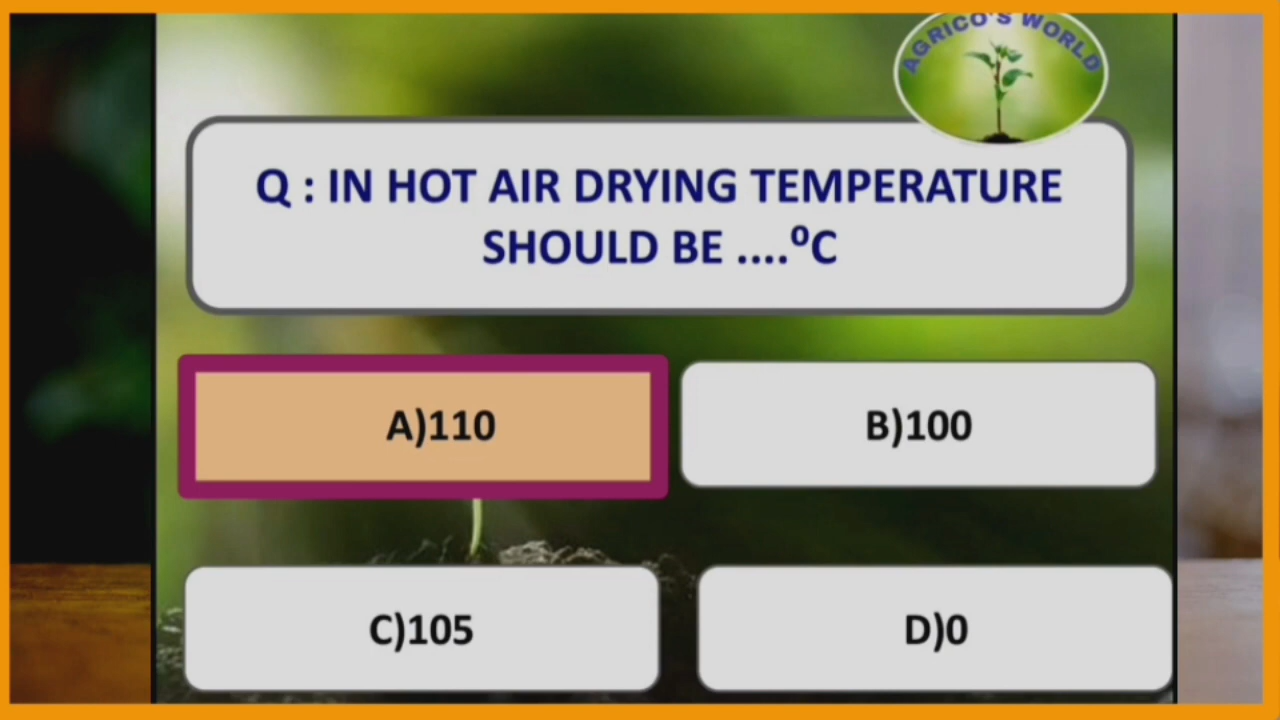 AGRICO'S WORLD
Q : IN HOT AIR DRYING TEMPERATURE
SHOULD BE ....⁰C
A)110
B)100
C)105
D)0